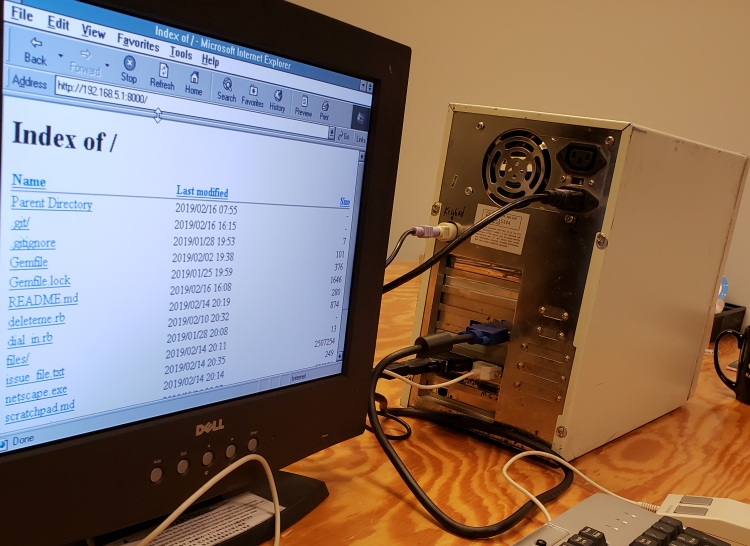 Index of / - Microsoft Internet Explorer
File Edit View Favorites Tools Help
Back Forward Stop Refresh Home Search Favorites History Preview Print
Address http://192.168.5.1:8000/ Go Links
Index of /
Name Last modified Size
Parent Directory 2019/02/16 07:55 -
.git/ 2019/02/16 16:15 -
.gitignore 2019/01/28 19:53 7
Gemfile 2019/02/02 19:38 101
Gemfile.lock 2019/01/25 19:59 376
README.md 2019/02/16 16:08 1646
deleteme.rb 2019/02/14 20:19 280
dial_in.rb 2019/02/10 20:32 874
files/ 2019/01/28 20:08 -
issue_file.txt 2019/02/14 20:11 13
netscape.exe 2019/02/14 20:35 2507254
scratchpad.md 2019/02/14 20:14 249
Done Internet
DELL